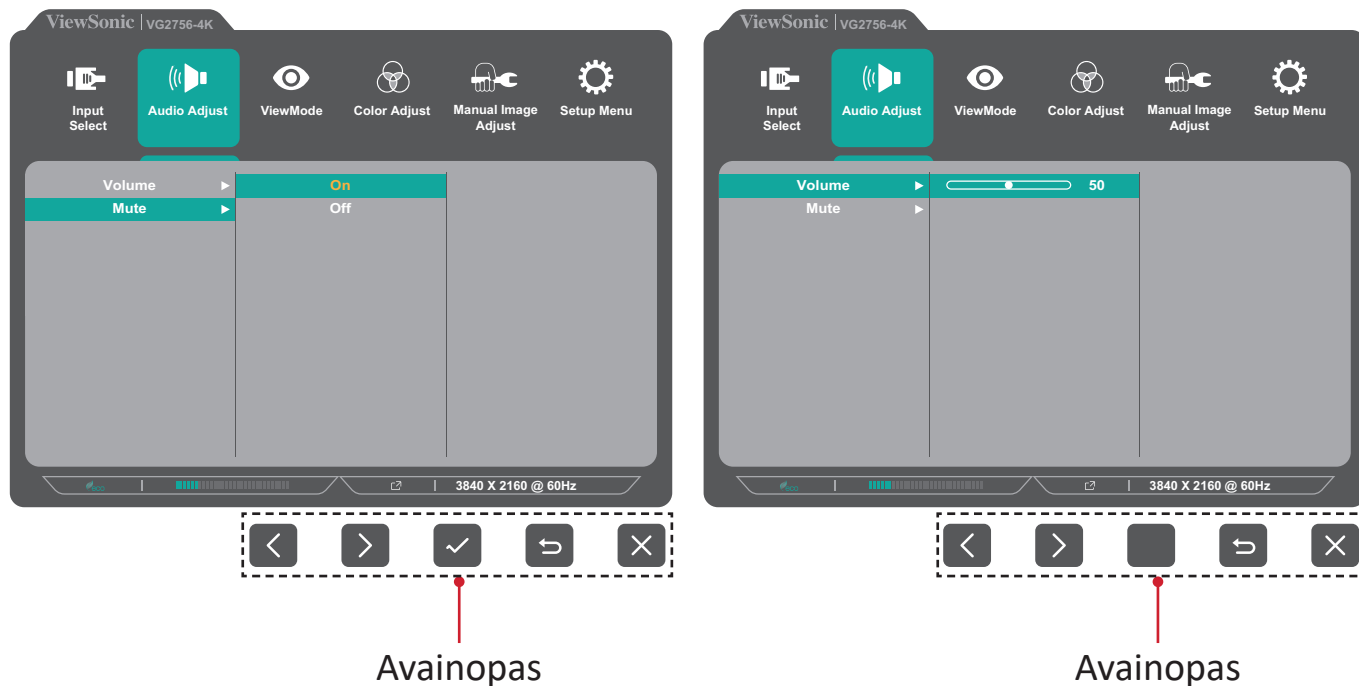 ViewSonic VG2756-4K
Input
Select
Audio Adjust
ViewMode
Color Adjust
Manual Image
Adjust
Setup Menu
Volume
On
Mute
Off
eco
3840 X 2160 @ 60Hz
Avainopas
ViewSonic VG2756-4K
Input
Select
Audio Adjust
ViewMode
Color Adjust
Manual Image
Adjust
Setup Menu
Volume 50
Mute
eco
3840 X 2160 @ 60Hz
Avainopas